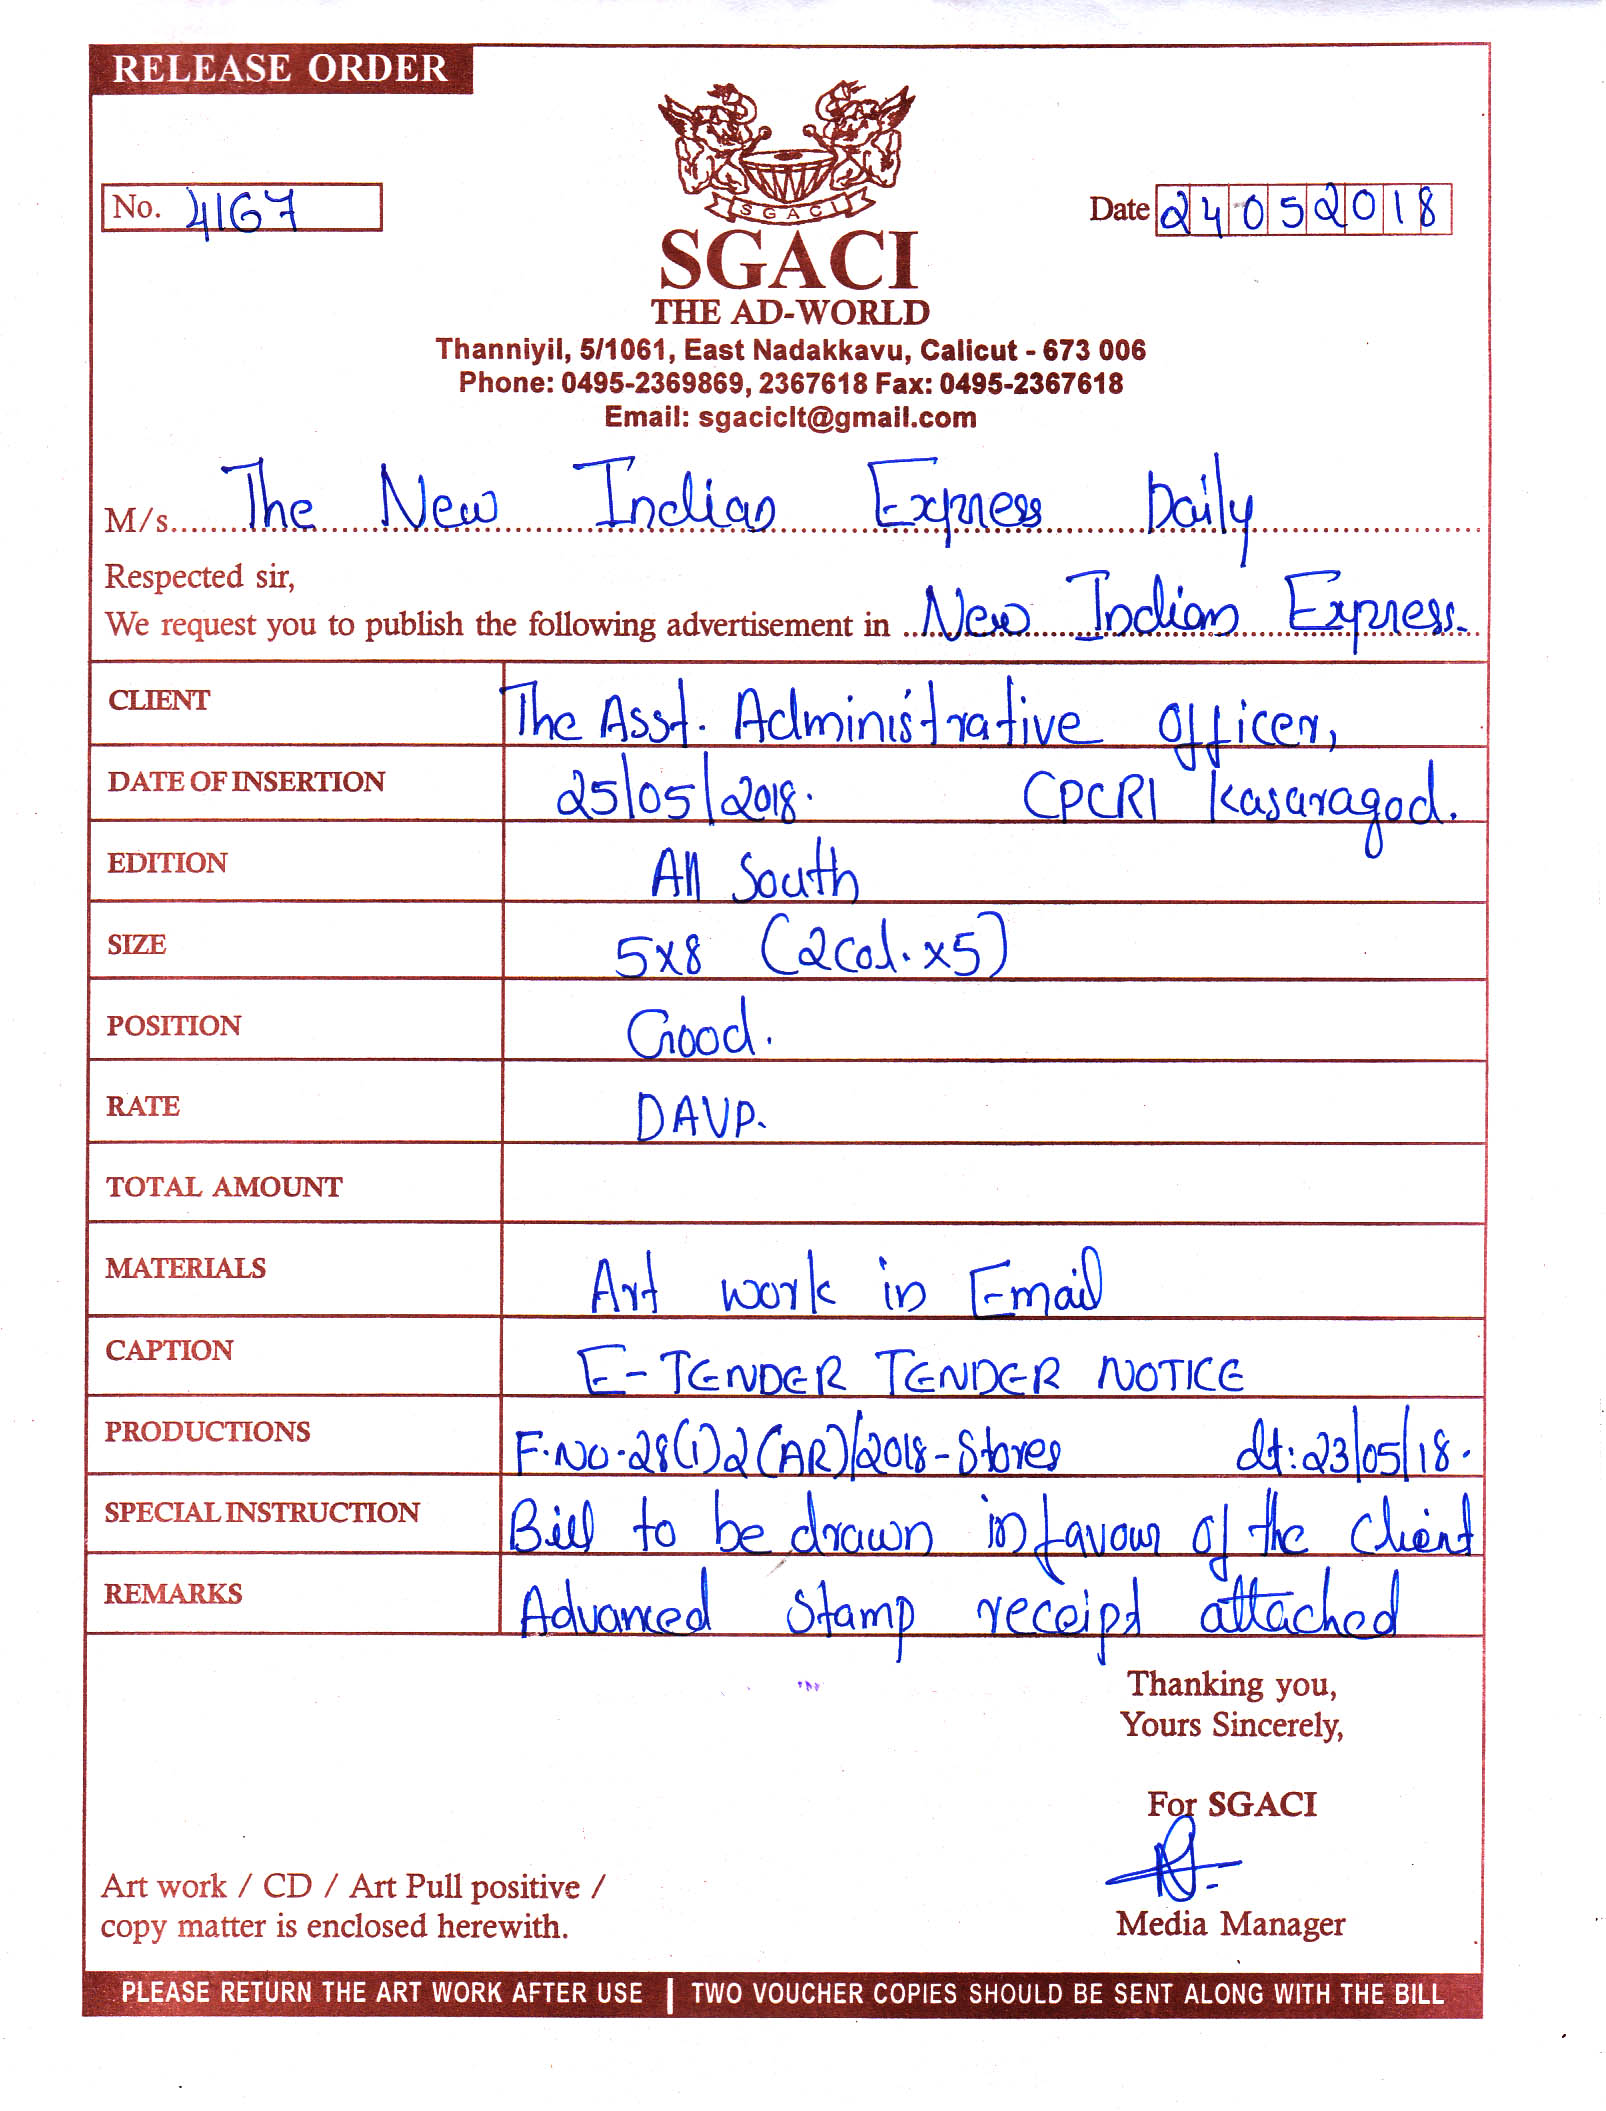 RELEASE ORDER
SGACI
No. 4167
Date 24052018
SGACI
THE AD-WORLD
Thanniyil, 5/1061, East Nadakkavu, Calicut - 673 006
Phone: 0495-2369869, 2367618 Fax: 0495-2367618
Email: sgaciclt@gmail.com
M/s. The New Indian Express Daily
Respected sir,
We request you to publish the following advertisement in New Indian Express.
CLIENT The Asst. Administrative Officer,
DATE OF INSERTION 25/05/2018. CPCRI Kasaragod.
EDITION All South
SIZE 5x8 (2col.x5)
POSITION Good.
RATE DAVP.
TOTAL AMOUNT
MATERIALS Art work in Email
CAPTION E-TENDER TENDER NOTICE
PRODUCTIONS F.NO.28(1)2(AR)/2018-Stores dt:23/05/18.
SPECIAL INSTRUCTION Bill to be drawn in favour of the Client
REMARKS Advanced Stamp receipt attached
Thanking you,
Yours Sincerely,
For SGACI
Art work / CD / Art Pull positive /
copy matter is enclosed herewith.
Media Manager
PLEASE RETURN THE ART WORK AFTER USE | TWO VOUCHER COPIES SHOULD BE SENT ALONG WITH THE BILL